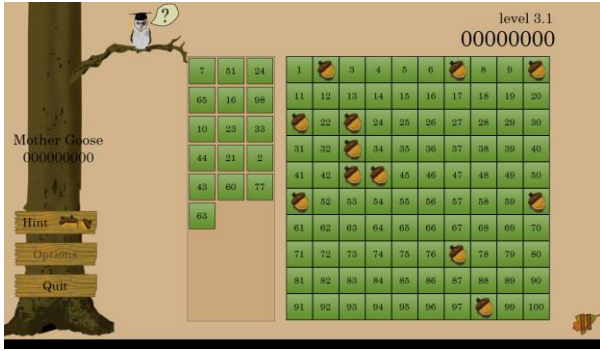 ?
level 3.1
00000000
Mother Goose
000000000
Hint
Options
Quit
7 51 24
65 16 98
10 23 33
44 21 2
43 60 77
63
1 3 4 5 6 8 9
11 12 13 14 15 16 17 18 19 20
22 24 25 26 27 28 29 30
31 32 34 35 36 37 38 39 40
41 42 45 46 47 48 49 50
52 53 54 55 56 57 58 59
61 62 63 64 65 66 67 68 69 70
71 72 73 74 75 76 78 79 80
81 82 83 84 85 86 87 88 89 90
91 92 93 94 95 96 97 99 100